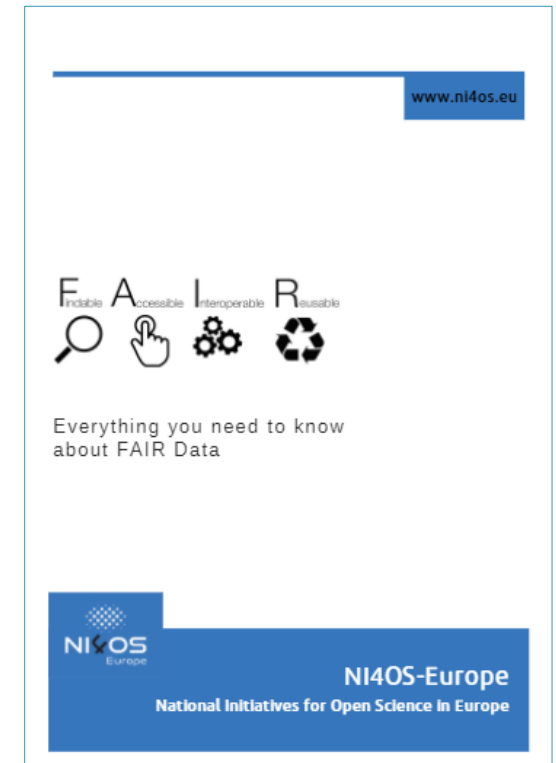 www.ni4os.eu
Findable Accessible Interoperable Reusable
Everything you need to know
about FAIR Data
NI4OS
Europe
NI4OS-Europe
National Initiatives for Open Science in Europe